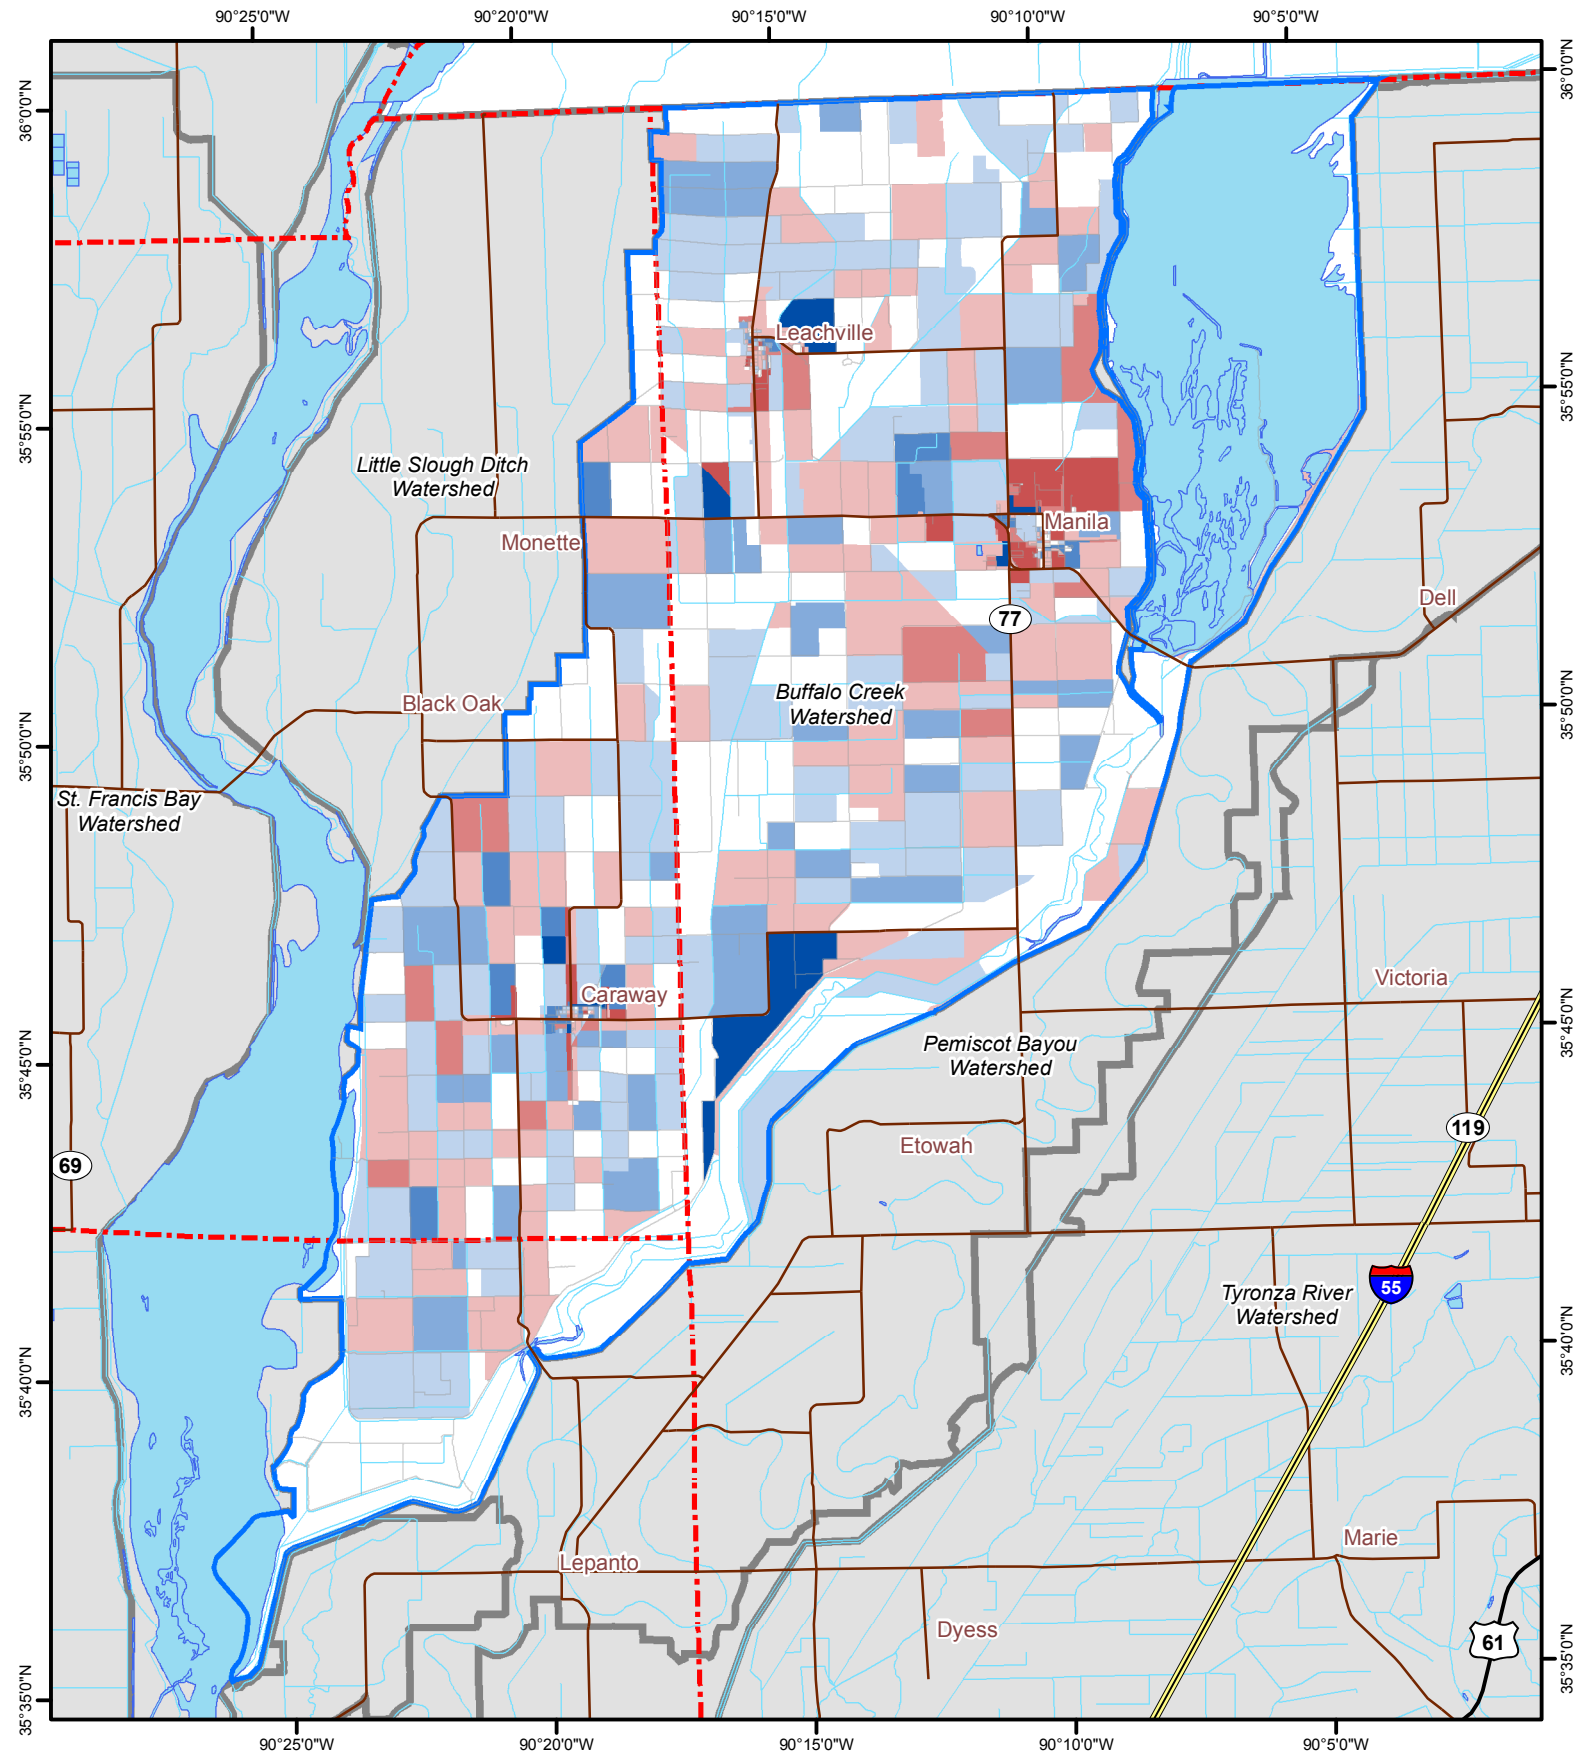 90°25'0"W
90°20'0"W
90°15'0"W
90°10'0"W
90°5'0"W
36°0'0"N
36°0'0"N
Leachville
35°55'0"N
35°55'0"N
Little Slough Ditch
Watershed
Monette
Manila
Dell
77
Black Oak
Buffalo Creek
Watershed
35°50'0"N
35°50'0"N
St. Francis Bay
Watershed
Caraway
Victoria
35°45'0"N
35°45'0"N
Pemiscot Bayou
Watershed
119
Etowah
69
55
Tyronza River
Watershed
35°40'0"N
35°40'0"N
Marie
Lepanto
Dyess
61
35°35'0"N
35°35'0"N
90°25'0"W
90°20'0"W
90°15'0"W
90°10'0"W
90°5'0"W